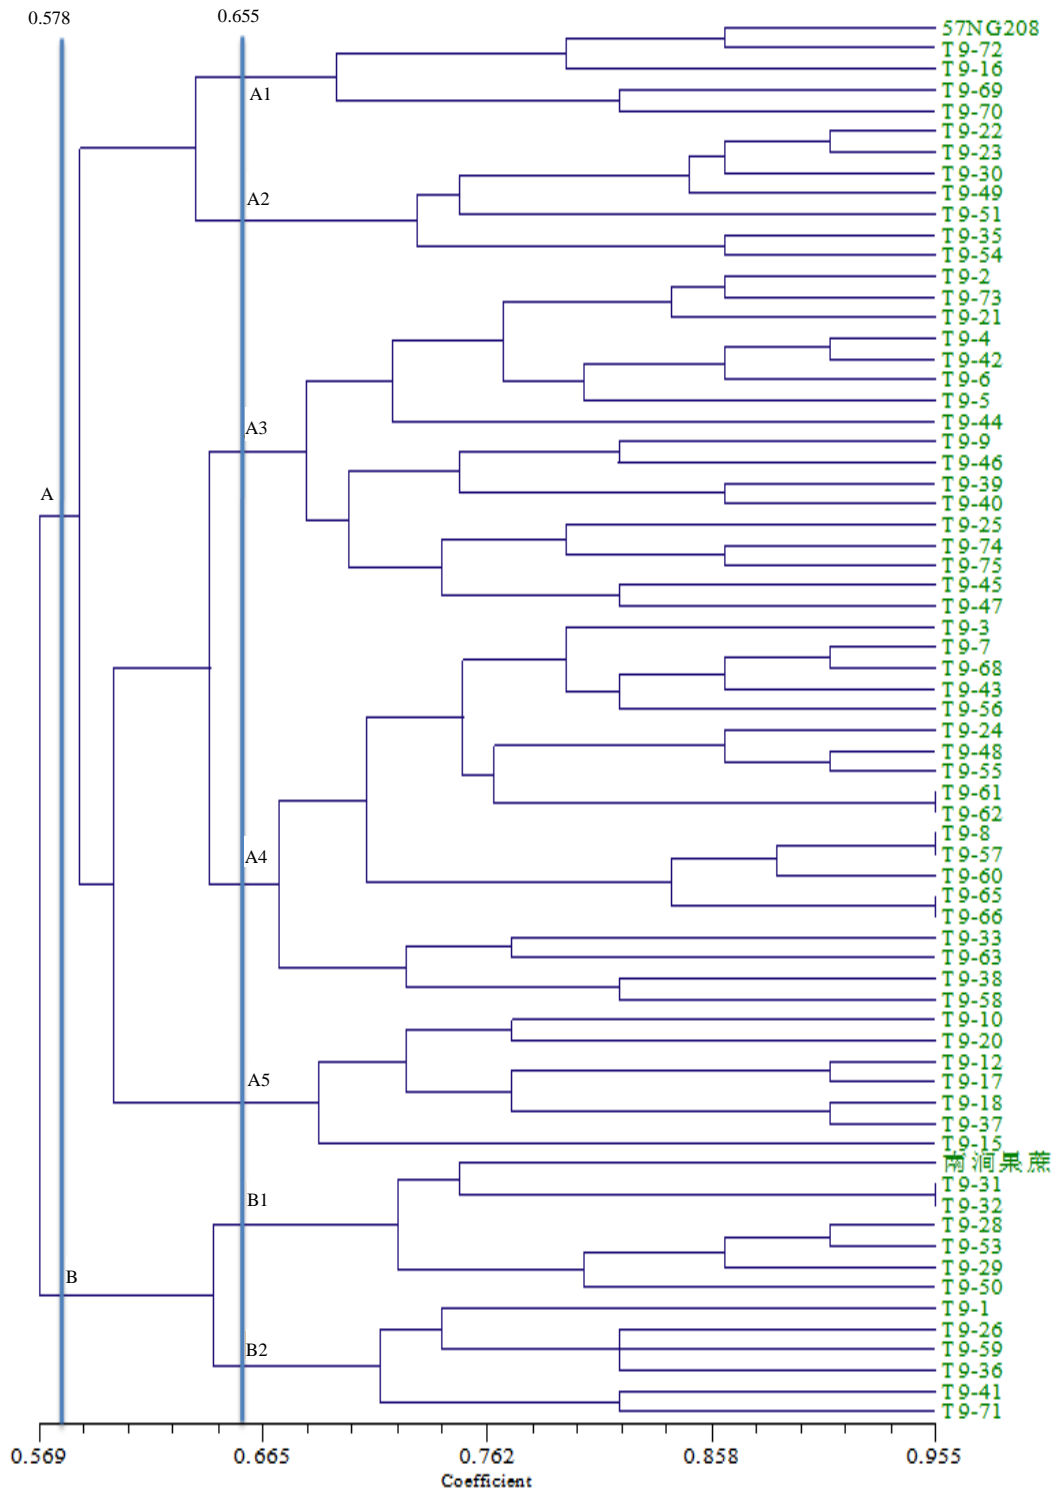 0.578
0.655
57NG208
T9-72
T9-16
T9-69
A1
T9-70
T9-22
T9-23
T9-30
T9-49
A2
T9-51
T9-35
T9-54
T9-2
T9-73
T9-21
T9-4
T9-42
T9-6
T9-5
T9-44
A3
T9-9
T9-46
T9-39
A
T9-40
T9-25
T9-74
T9-75
T9-45
T9-47
T9-3
T9-7
T9-68
T9-43
T9-56
T9-24
T9-48
T9-55
T9-61
T9-62
T9-8
A4
T9-57
T9-60
T9-65
T9-66
T9-33
T9-63
T9-38
T9-58
T9-10
T9-20
T9-12
A5
T9-17
T9-18
T9-37
T9-15
南涧果蔗
T9-31
B1
T9-32
T9-28
T9-53
T9-29
B
T9-50
T9-1
T9-26
B2
T9-59
T9-36
T9-41
T9-71
0.569 0.665 0.762 0.858 0.955
Coefficient